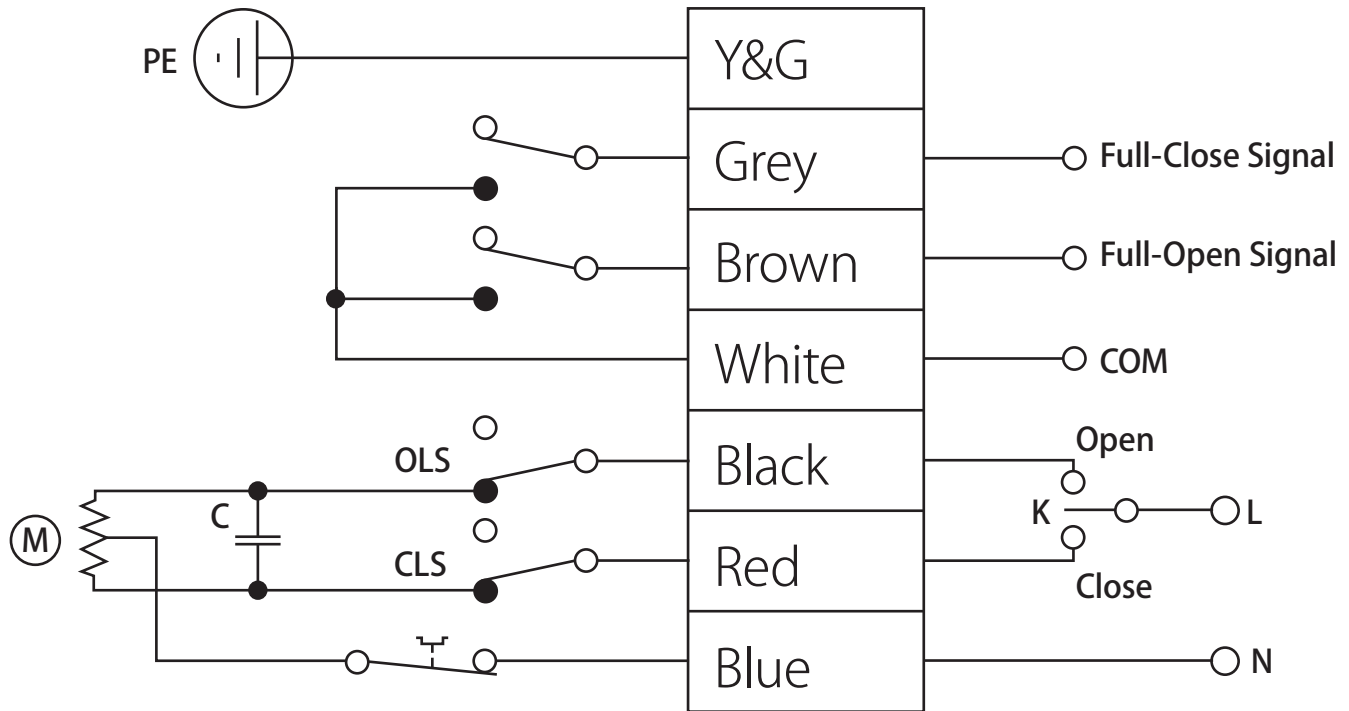 PE
Y&G
Grey
Full-Close Signal
Brown
Full-Open Signal
White
COM
OLS
Black
Open
M
C
K
L
CLS
Red
Close
Blue
N